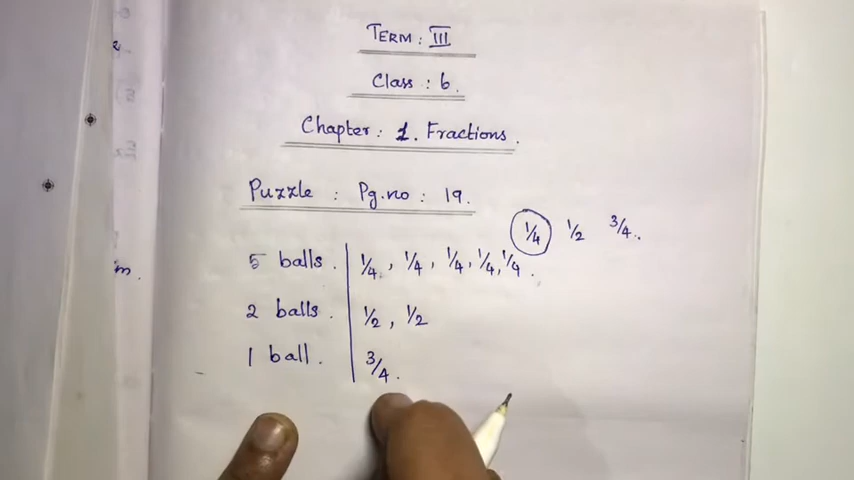 TERM : III
Class : 6.
Chapter : 1. Fractions.
Puzzle : Pg.no : 19.
1/4 1/2 3/4.
5 balls. 1/4, 1/4, 1/4, 1/4, 1/4.
2 balls. 1/2, 1/2
1 ball. 3/4.
m.